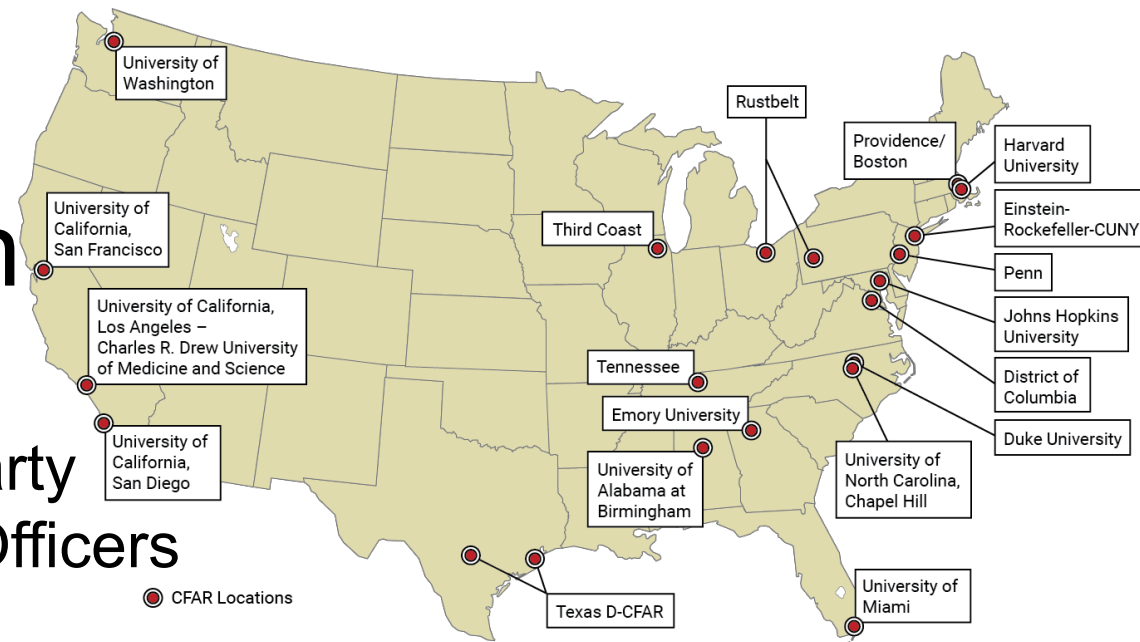 University of
Washington
Rustbelt
Providence/
Boston
Harvard
University
University of
California,
San Francisco
Third Coast
Einstein-
Rockefeller-CUNY
Penn
University of California,
Los Angeles –
Charles R. Drew University
of Medicine and Science
Johns Hopkins
University
Tennessee
District of
Columbia
Emory University
Duke University
University of
California,
San Diego
University of
Alabama at
Birmingham
University of
North Carolina,
Chapel Hill
n
arty
Officers
CFAR Locations
Texas D-CFAR
University of
Miami